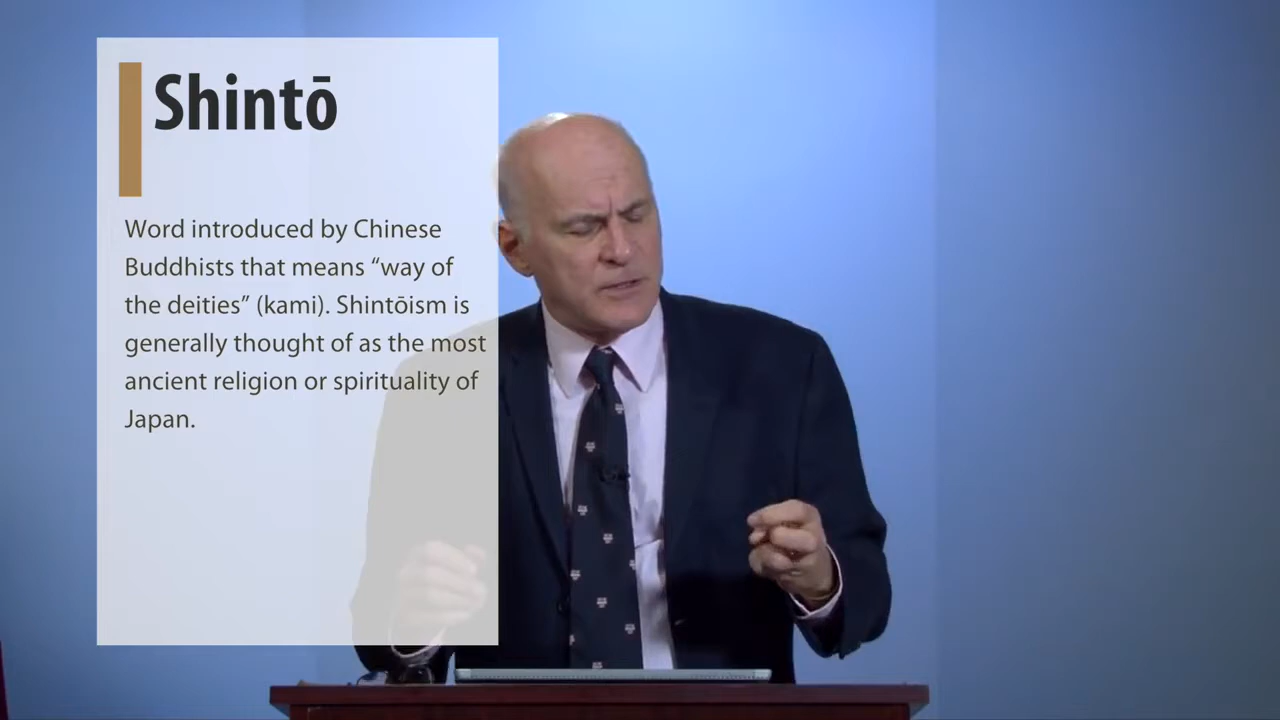 Shintō
Word introduced by Chinese
Buddhists that means “way of
the deities” (kami). Shintōism is
generally thought of as the most
ancient religion or spirituality of
Japan.